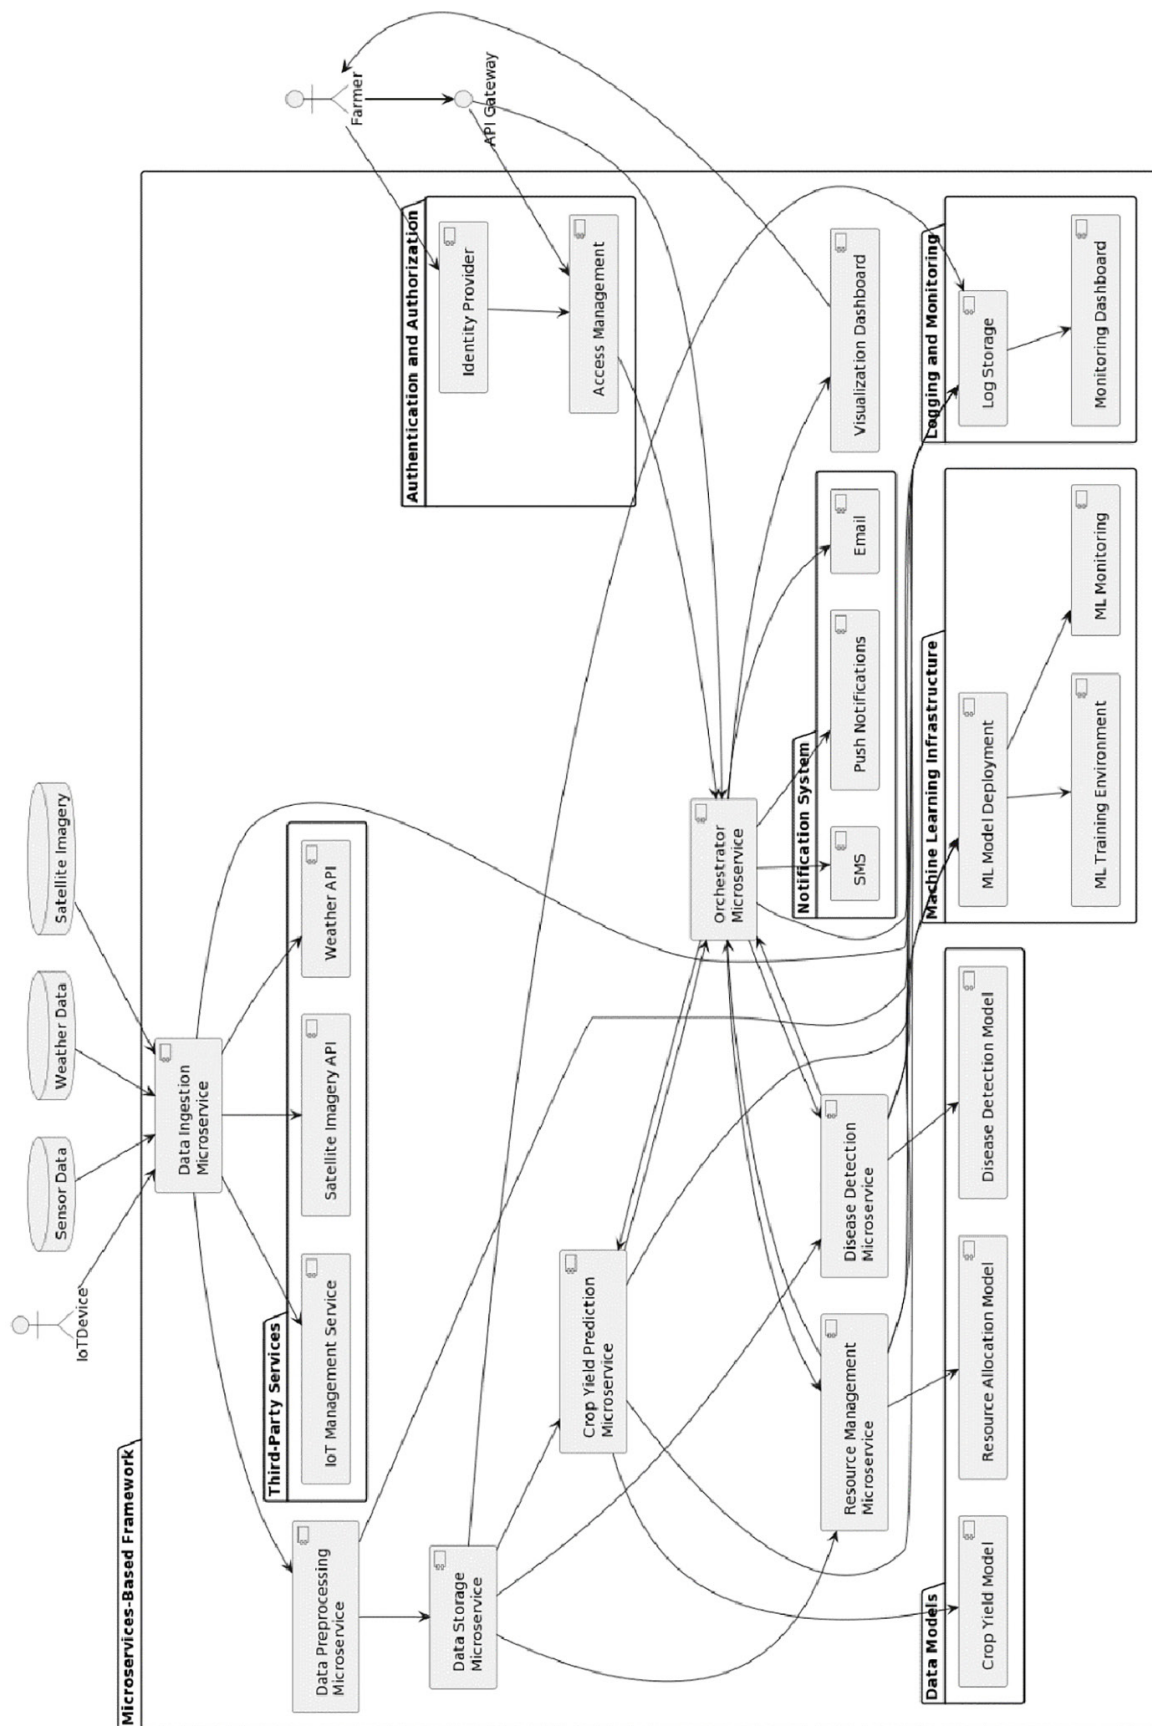 Microservices-Based Framework
IoTDevice
Sensor Data
Weather Data
Satellite Imagery
Data Ingestion
Microservice
Third-Party Services
IoT Management Service
Satellite Imagery API
Weather API
Data Preprocessing
Microservice
Data Storage
Microservice
Crop Yield Prediction
Microservice
Resource Management
Microservice
Disease Detection
Microservice
Orchestrator
Microservice
Data Models
Crop Yield Model
Resource Allocation Model
Disease Detection Model
Notification System
SMS
Push Notifications
Email
Machine Learning Infrastructure
ML Model Deployment
ML Training Environment
ML Monitoring
Authentication and Authorization
Identity Provider
Access Management
Farmer
API Gateway
Visualization Dashboard
Logging and Monitoring
Log Storage
Monitoring Dashboard